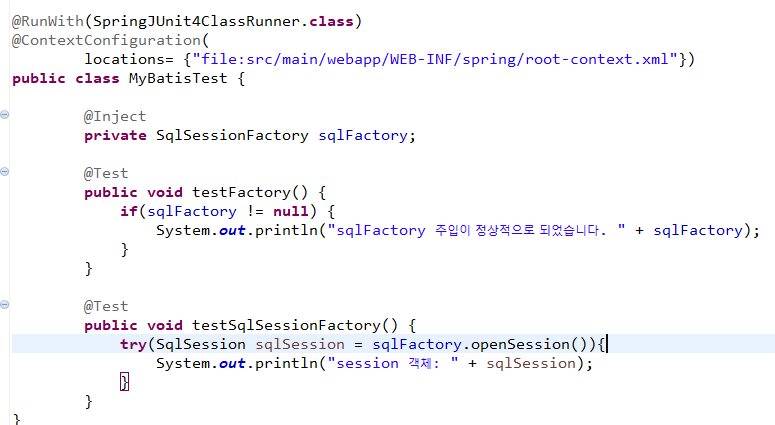 @RunWith(SpringJUnit4ClassRunner.class)
@ContextConfiguration(
locations= {"file:src/main/webapp/WEB-INF/spring/root-context.xml"})
public class MyBatisTest {
@Inject
private SqlSessionFactory sqlFactory;
@Test
public void testFactory() {
if(sqlFactory != null) {
System.out.println("sqlFactory 주입이 정상적으로 되었습니다. " + sqlFactory);
}
}
@Test
public void testSqlSessionFactory() {
try(SqlSession sqlSession = sqlFactory.openSession()){
System.out.println("session 객체: " + sqlSession);
}
}
}